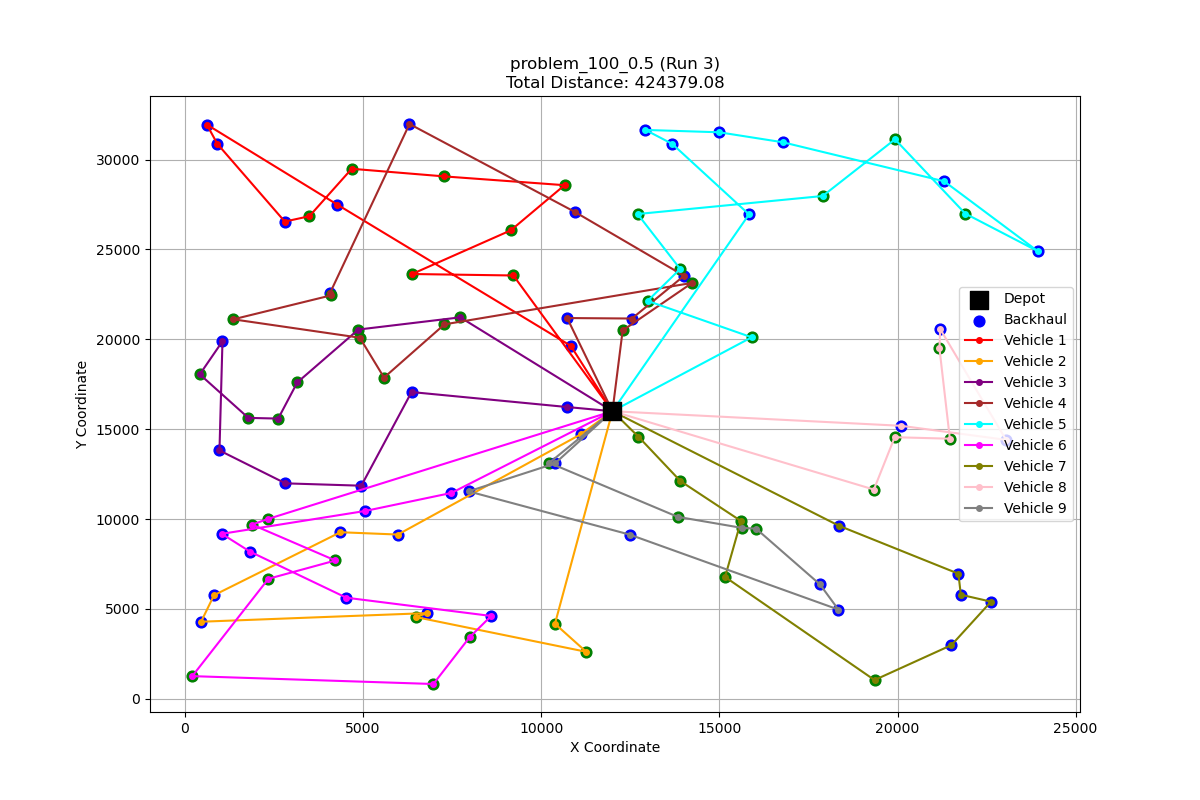 problem_100_0.5 (Run 3)
Total Distance: 424379.08
Y Coordinate
30000
25000
20000
15000
10000
5000
0
Depot
Backhaul
Vehicle 1
Vehicle 2
Vehicle 3
Vehicle 4
Vehicle 5
Vehicle 6
Vehicle 7
Vehicle 8
Vehicle 9
0 5000 10000 15000 20000 25000
X Coordinate